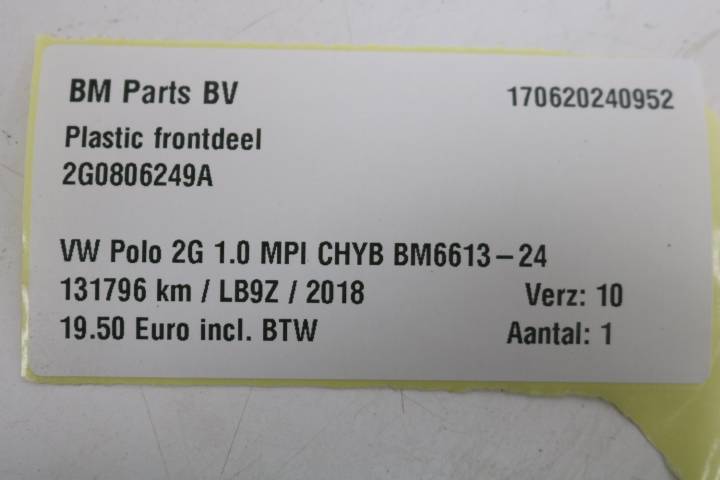 BM Parts BV 170620240952
Plastic frontdeel
2G0806249A
VW Polo 2G 1.0 MPI CHYB BM6613-24
131796 km / LB9Z / 2018 Verz: 10
19.50 Euro incl. BTW Aantal: 1